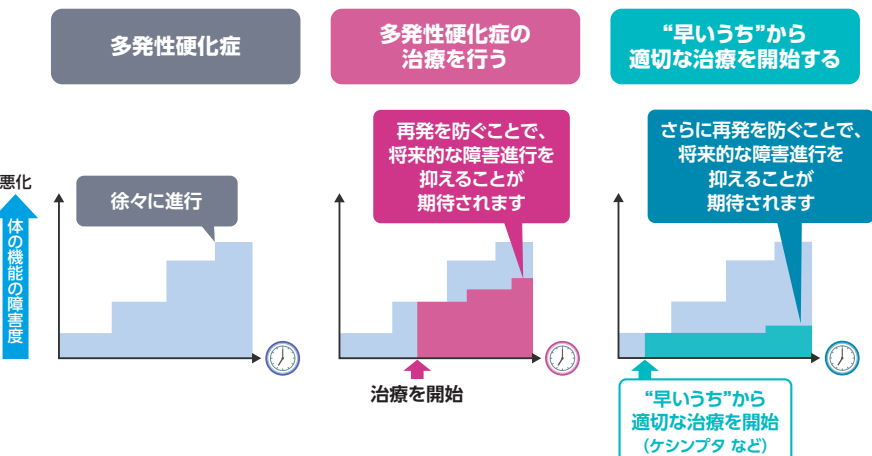 多発性硬化症
多発性硬化症の
治療を行う
“早いうち”から
適切な治療を開始する
悪化
体の機能の障害度
徐々に進行
再発を防ぐことで、
将来的な障害進行を
抑えることが
期待されます
治療を開始
さらに再発を防ぐことで、
将来的な障害進行を
抑えることが
期待されます
“早いうち”から
適切な治療を開始
（ケシンプタ など）